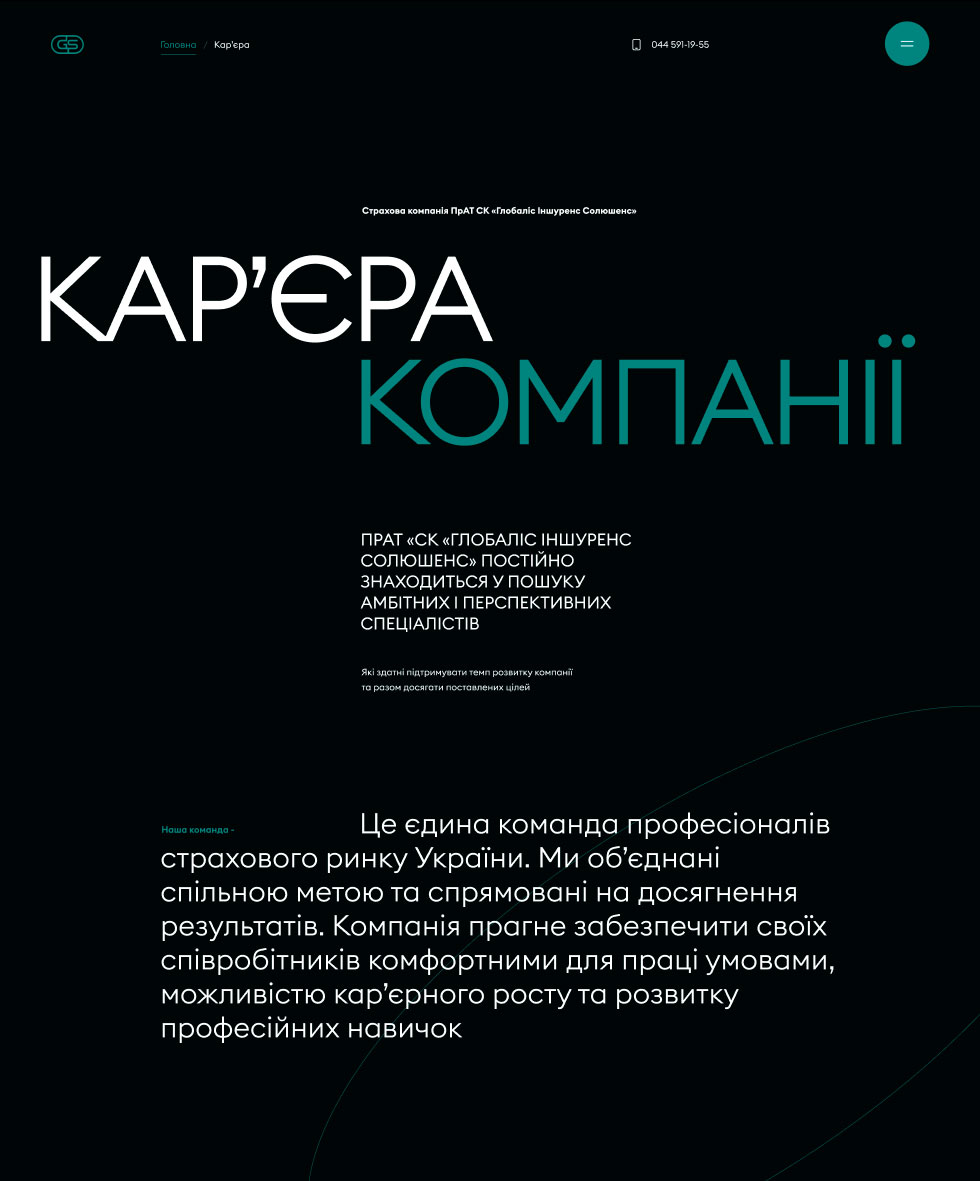 GS
Головна / Кар'єра
044 591-19-55
Страхова компанія ПрАТ СК «Глобаліс Іншуренс Солюшенс»
КАР’ЄРА
КОМПАНІЇ
ПРАТ «СК «ГЛОБАЛІС ІНШУРЕНС
СОЛЮШЕНС» ПОСТІЙНО
ЗНАХОДИТЬСЯ У ПОШУКУ
АМБІТНИХ І ПЕРСПЕКТИВНИХ
СПЕЦІАЛІСТІВ
Які здатні підтримувати темп розвитку компанії
та разом досягати поставлених цілей
Наша команда -
Це єдина команда професіоналів
страхового ринку України. Ми об’єднані
спільною метою та спрямовані на досягнення
результатів. Компанія прагне забезпечити своїх
співробітників комфортними для праці умовами,
можливістю кар’єрного росту та розвитку
професійних навичок